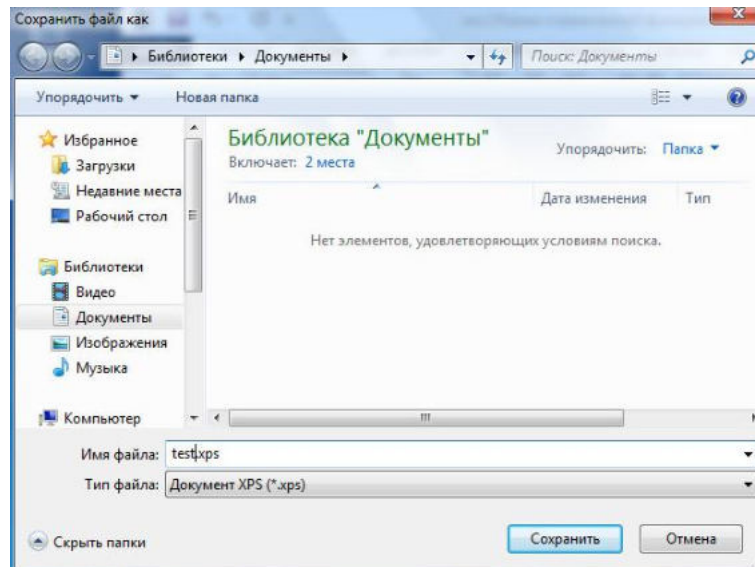 Сохранить файл как
Библиотеки Документы
Поиск: Документы
Упорядочить Новая папка
Избранное
Загрузки
Недавние места
Рабочий стол
Библиотеки
Видео
Документы
Изображения
Музыка
Компьютер
Библиотека "Документы"
Включает: 2 места
Упорядочить: Папка
Имя Дата изменения Тип
Нет элементов, удовлетворяющих условиям поиска.
Имя файла: test.xps
Тип файла: Документ XPS (*.xps)
Скрыть папки Сохранить Отмена